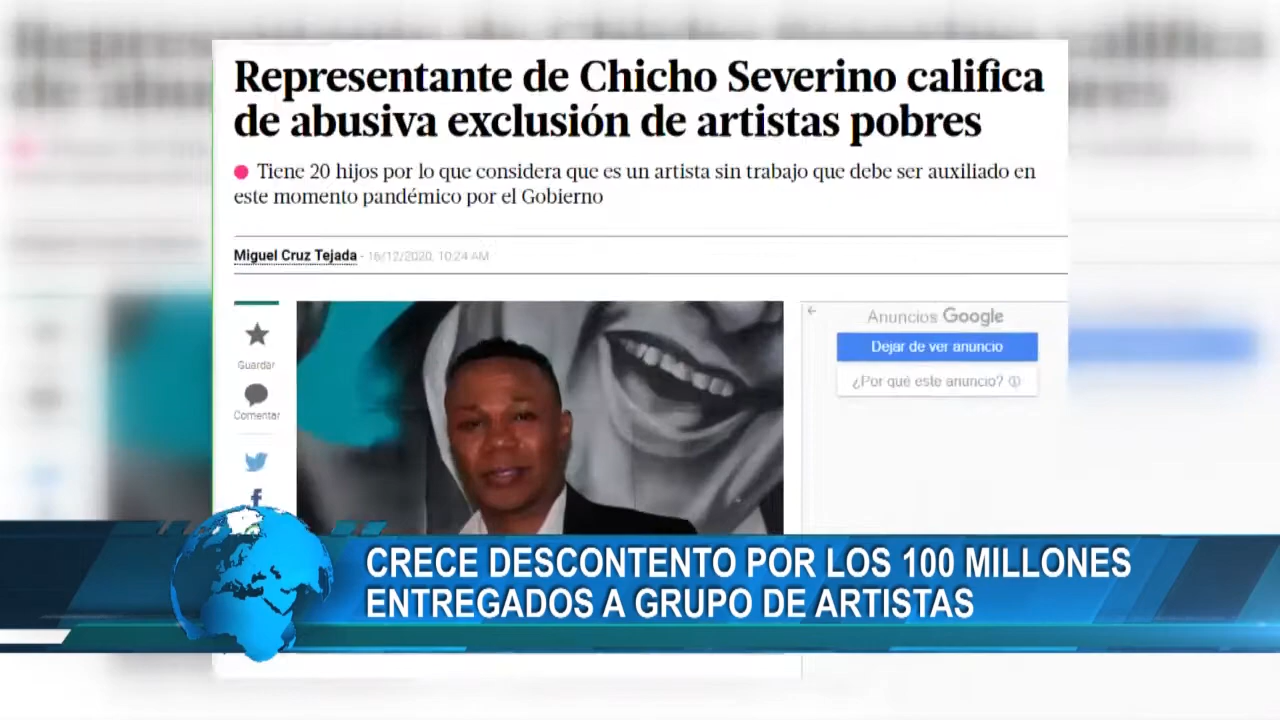 Representante de Chicho Severino califica
de abusiva exclusión de artistas pobres
Tiene 20 hijos por lo que considera que es un artista sin trabajo que debe ser auxiliado en
este momento pandémico por el Gobierno
Miguel Cruz Tejada - 16/12/2020, 10:24 AM
Guardar
Comentar
Anuncios Google
Dejar de ver anuncio
¿Por qué este anuncio?
CRECE DESCONTENTO POR LOS 100 MILLONES
ENTREGADOS A GRUPO DE ARTISTAS